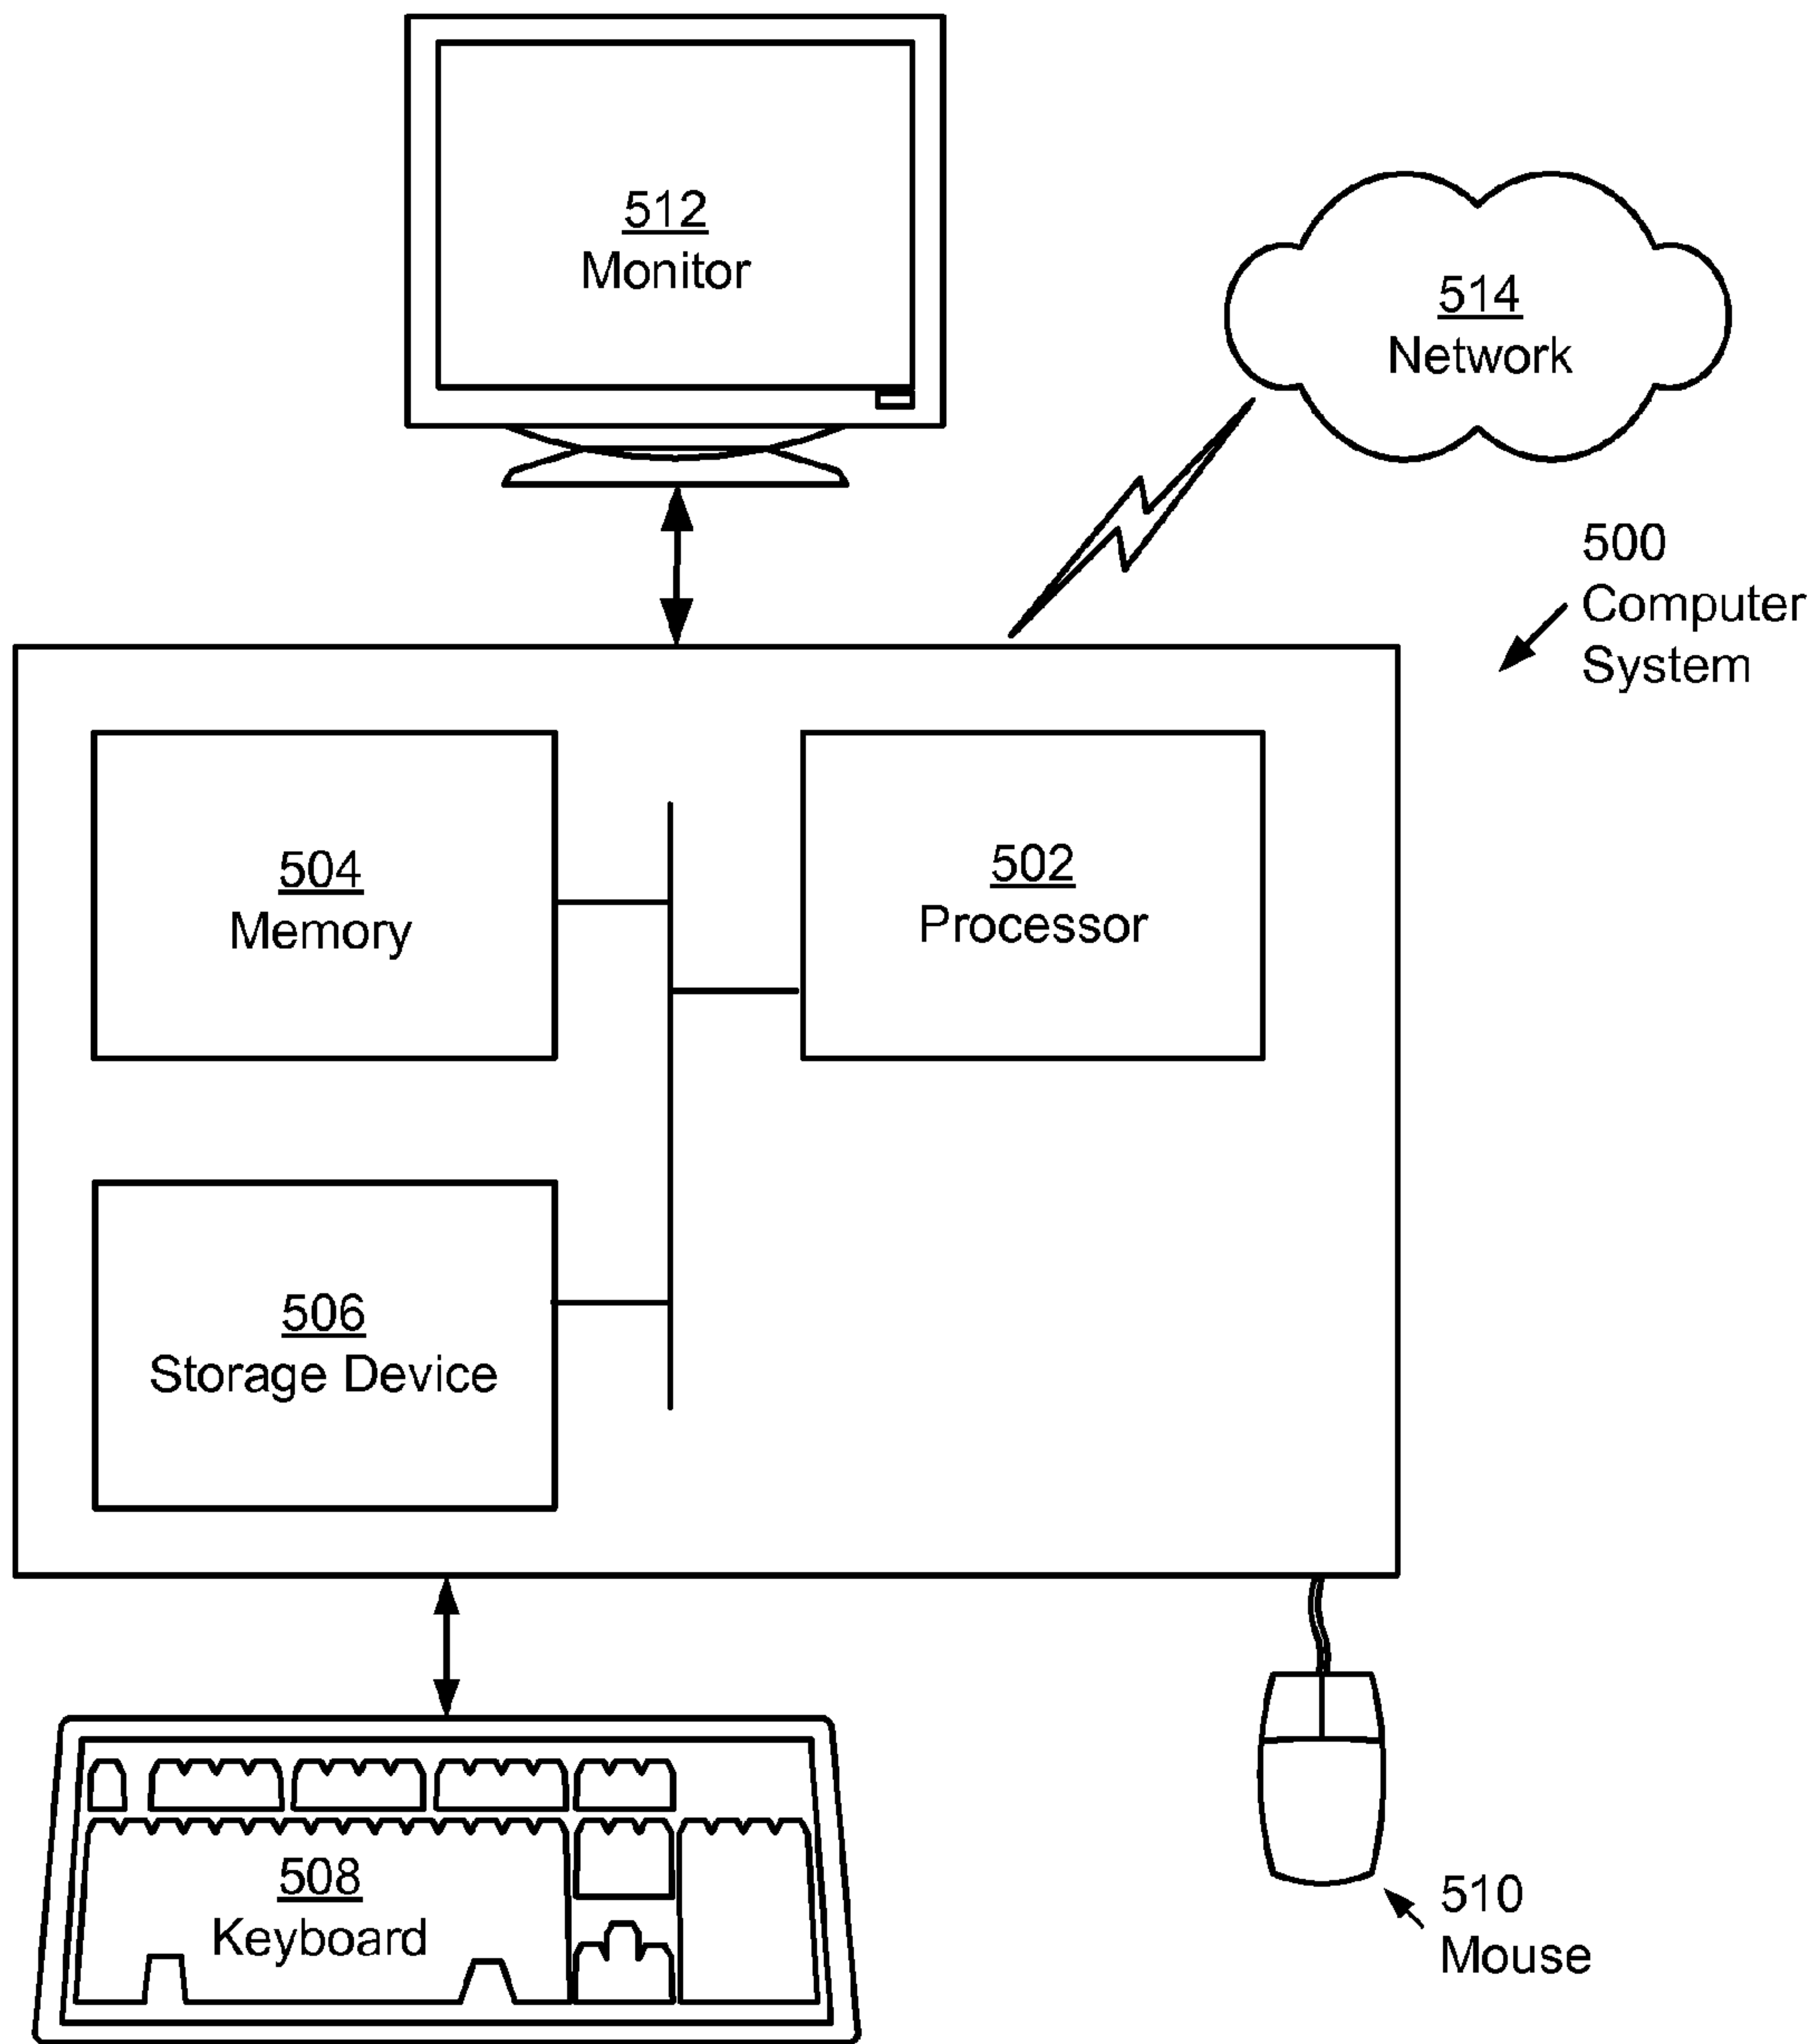 512
Monitor
514
Network
500
Computer
System
504
Memory
502
Processor
506
Storage Device
508
Keyboard
510
Mouse